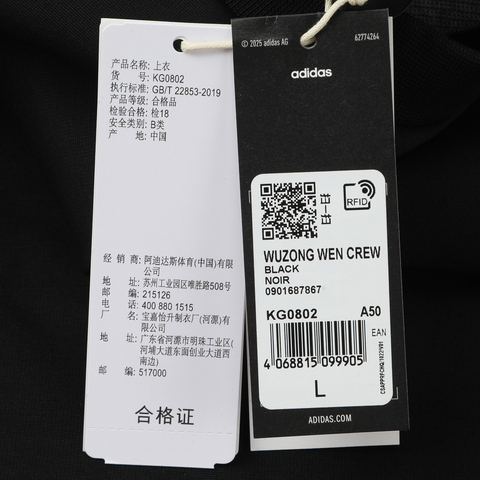 产品名称: 上衣
货 号: KG0802
执行标准: GB/T 22853-2019
产品等级: 合格品
检验合格: 检18
安全类别: B类
产 地: 中国
经 销 商: 阿迪达斯体育(中国)有限公司
地 址: 苏州工业园区唯胜路508号
邮 编: 215126
电 话: 400 880 1515
厂 名: 宝嘉怡升制衣厂(河源)有限公司
地 址: 广东省河源市明珠工业区(河埔大道东面创业大道西南边)
邮 编: 517000
合格证
© 2025 adidas AG
62774264
adidas
RFID
WUZONG WEN CREW
BLACK
NOIR
0901687867
KG0802 A50
EAN
4 068815 099905
L
ADIDAS.COM